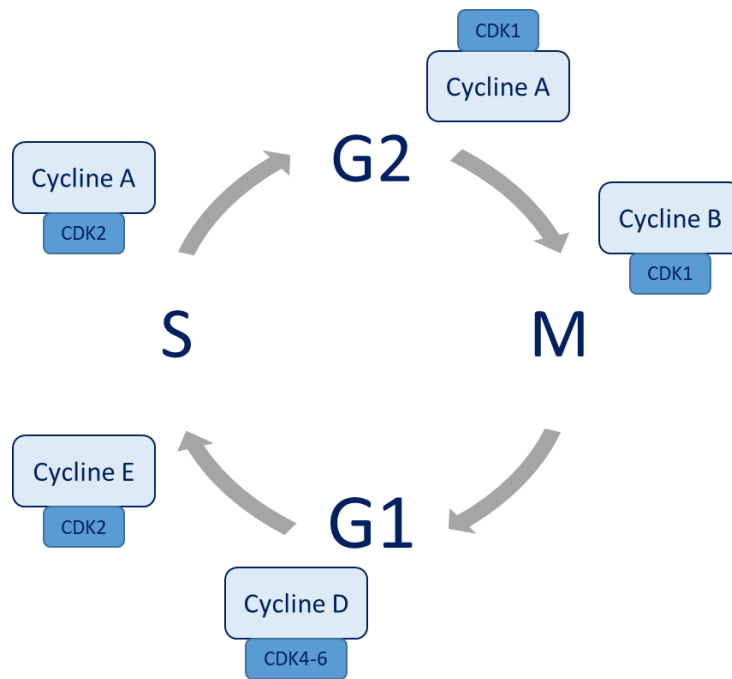 CDK1
Cycline A
G2
Cycline A
CDK2
Cycline B
CDK1
S
M
Cycline E
CDK2
G1
Cycline D
CDK4-6